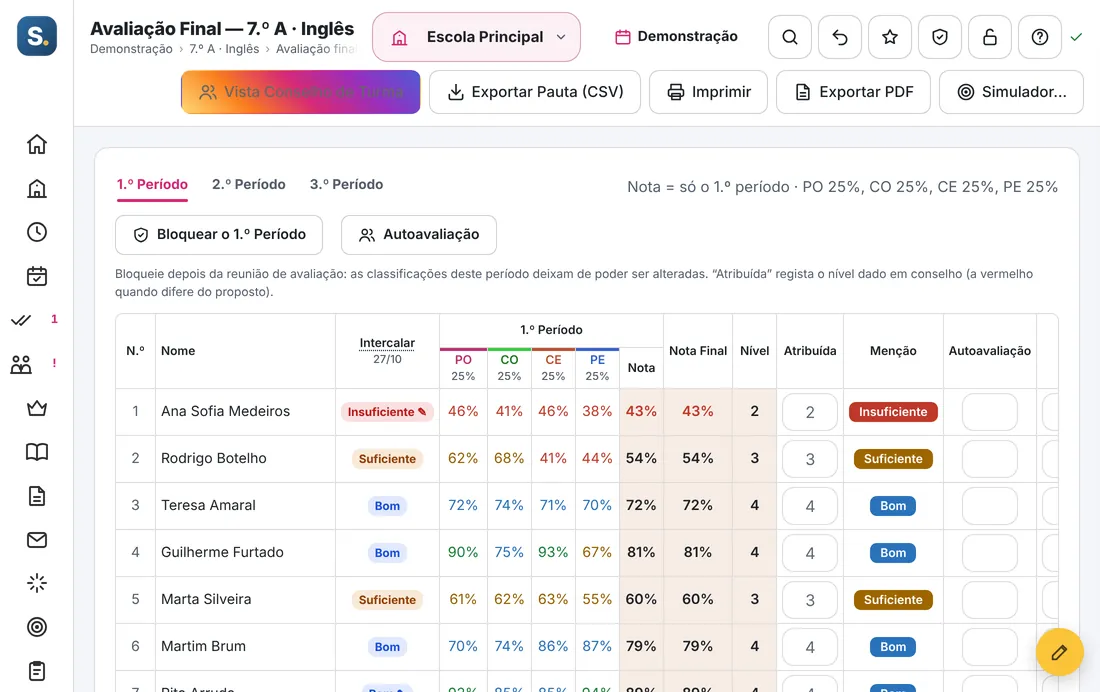 S.
Avaliação Final — 7.º A · Inglês
Demonstração › 7.º A · Inglês › Avaliação final
Escola Principal
Demonstração
Vista Conselho de Turma
Exportar Pauta (CSV)
Imprimir
Exportar PDF
Simulador...
1
!
1.º Período 2.º Período 3.º Período
Nota = só o 1.º período · PO 25%, CO 25%, CE 25%, PE 25%
Bloquear o 1.º Período
Autoavaliação
Bloqueie depois da reunião de avaliação: as classificações deste período deixam de poder ser alteradas. “Atribuída” regista o nível dado em conselho (a vermelho
quando difere do proposto).
N.º Nome Intercalar 27/10 1.º Período PO 25% CO 25% CE 25% PE 25% Nota Nota Final Nível Atribuída Menção Autoavaliação
1 Ana Sofia Medeiros Insuficiente ✎ 46% 41% 46% 38% 43% 43% 2 2 Insuficiente
2 Rodrigo Botelho Suficiente 62% 68% 41% 44% 54% 54% 3 3 Suficiente
3 Teresa Amaral Bom 72% 74% 71% 70% 72% 72% 4 4 Bom
4 Guilherme Furtado Bom 90% 75% 93% 67% 81% 81% 4 4 Bom
5 Marta Silveira Suficiente 61% 62% 63% 55% 60% 60% 3 3 Suficiente
6 Martim Brum Bom 70% 74% 86% 87% 79% 79% 4 4 Bom